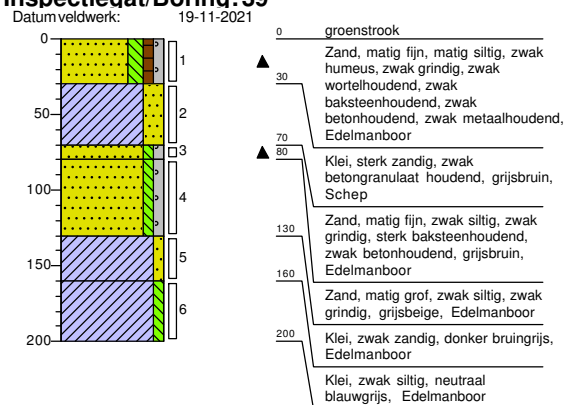 Inspectiegat/Boring: 39
Datum veldwerk: 19-11-2021
0
50
100
150
200
1
2
3
4
5
6
0
30
70
80
130
160
200
groenstrook
Zand, matig fijn, matig siltig, zwak
humeus, zwak grindig, zwak
wortelhoudend, zwak
baksteenhoudend, zwak
betonhoudend, zwak metaalhoudend,
Edelmanboor
Klei, sterk zandig, zwak
betongranulaat houdend, grijsbruin,
Schep
Zand, matig fijn, zwak siltig, zwak
grindig, sterk baksteenhoudend,
zwak betonhoudend, grijsbruin,
Edelmanboor
Zand, matig grof, zwak siltig, zwak
grindig, grijsbeige, Edelmanboor
Klei, zwak zandig, donker bruingrijs,
Edelmanboor
Klei, zwak siltig, neutraal
blauwgrijs, Edelmanboor